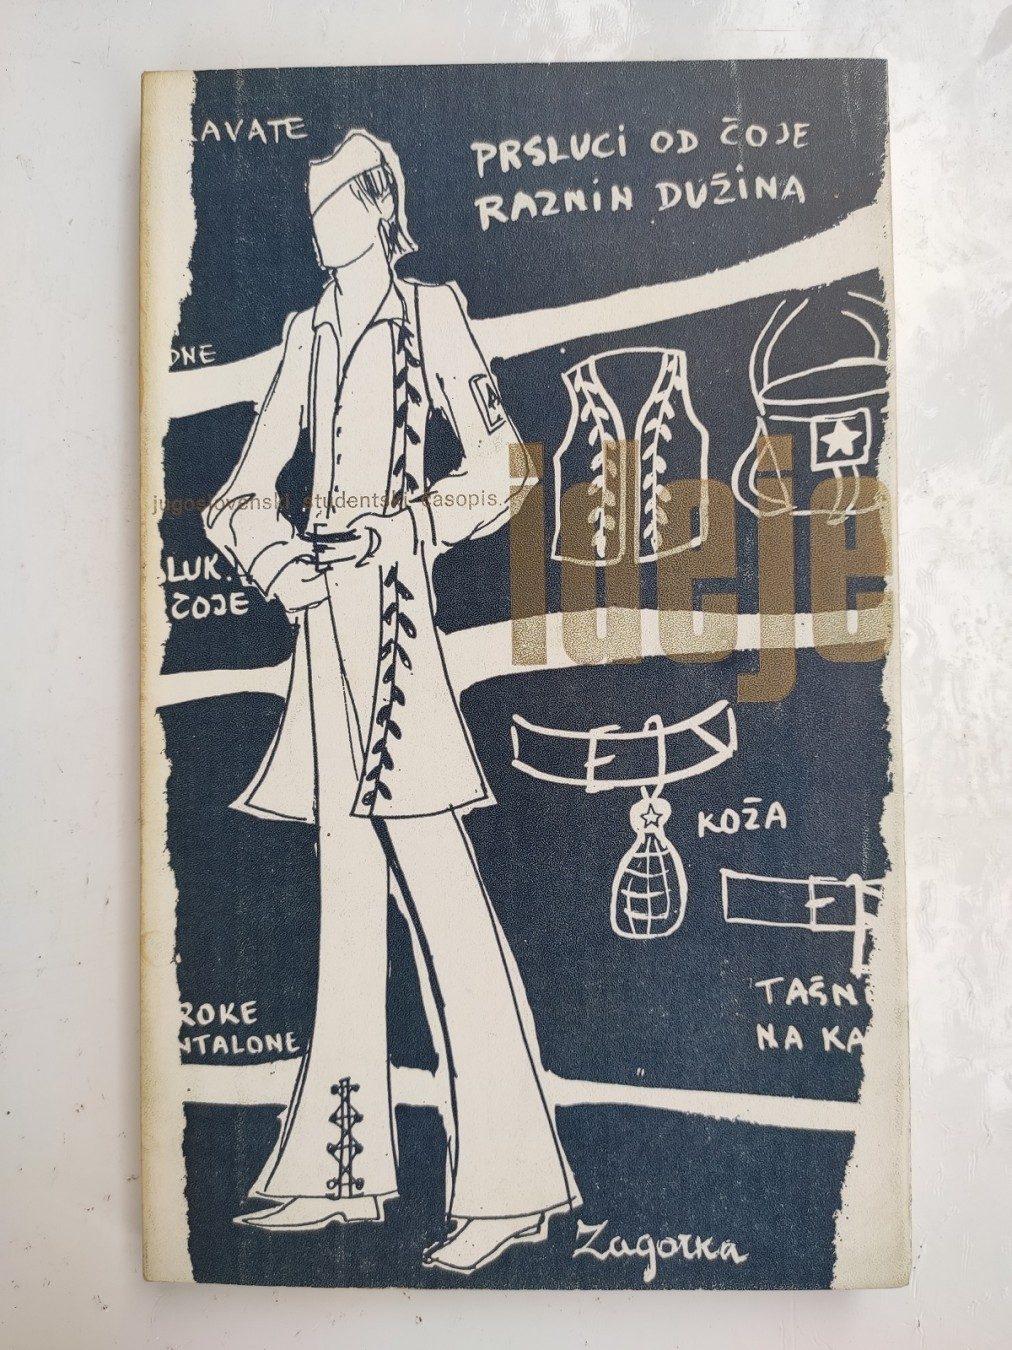 AVATE
PRSLUCi OD ČOJE
RAZNIH DUŽiNA
DNE
jugoslovenski studentski časopis.
ideje
LUK.
ČOJE
KOŽA
TAŠN
NA KA
ROKE
NTALONE
Zagorka